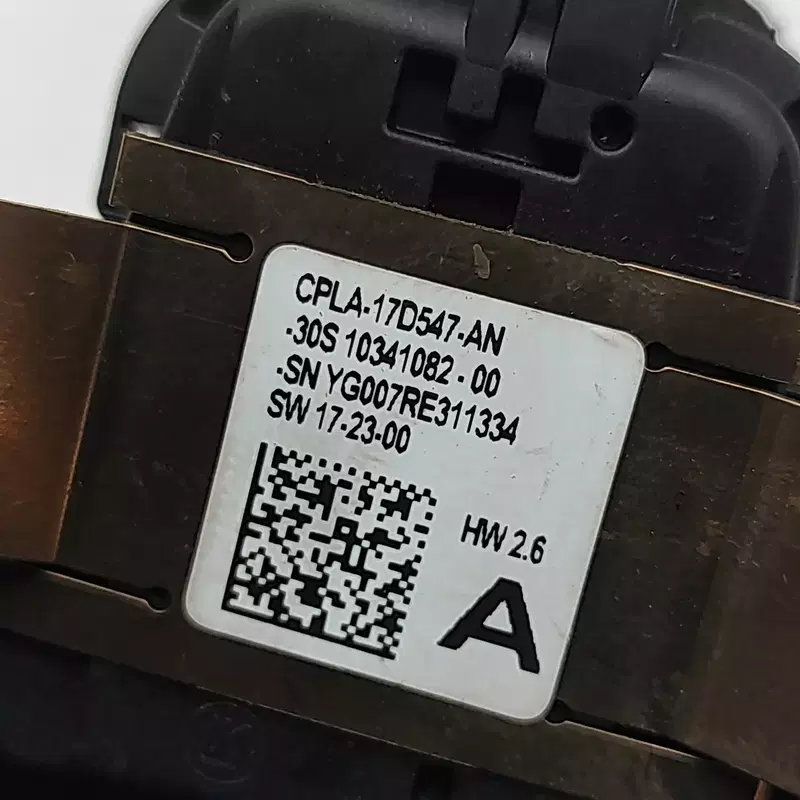 CPLA-17D547-AN
-30S 10341082-00
-SN YG007RE311334
SW 17-23-00
HW 2.6
A